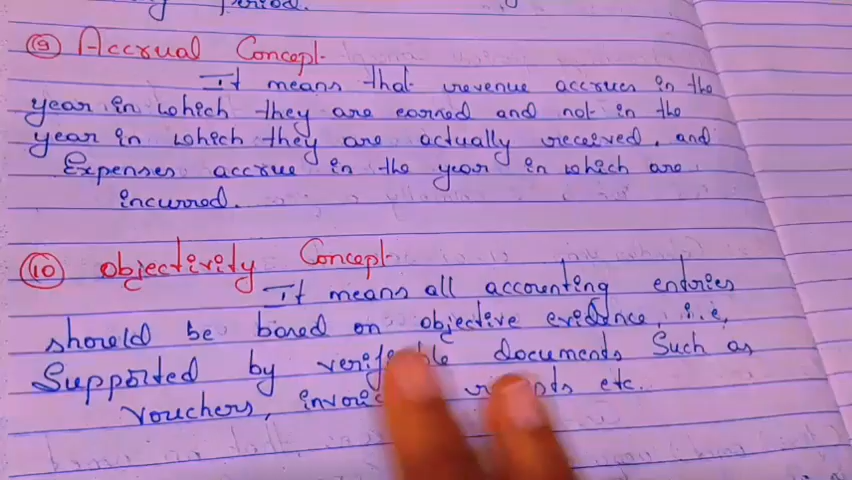 Period.
⑨ Accrual Concept
It means that revenue accrues in the
year in which they are earned and not in the
year in which they are actually received, and
Expenses accrue in the year in which are
incurred.
⑩ objectivity Concept
It means all accounting entries
should be based on objective evidence, i.e,
Supported by verifiable documents Such as
vouchers, etc.